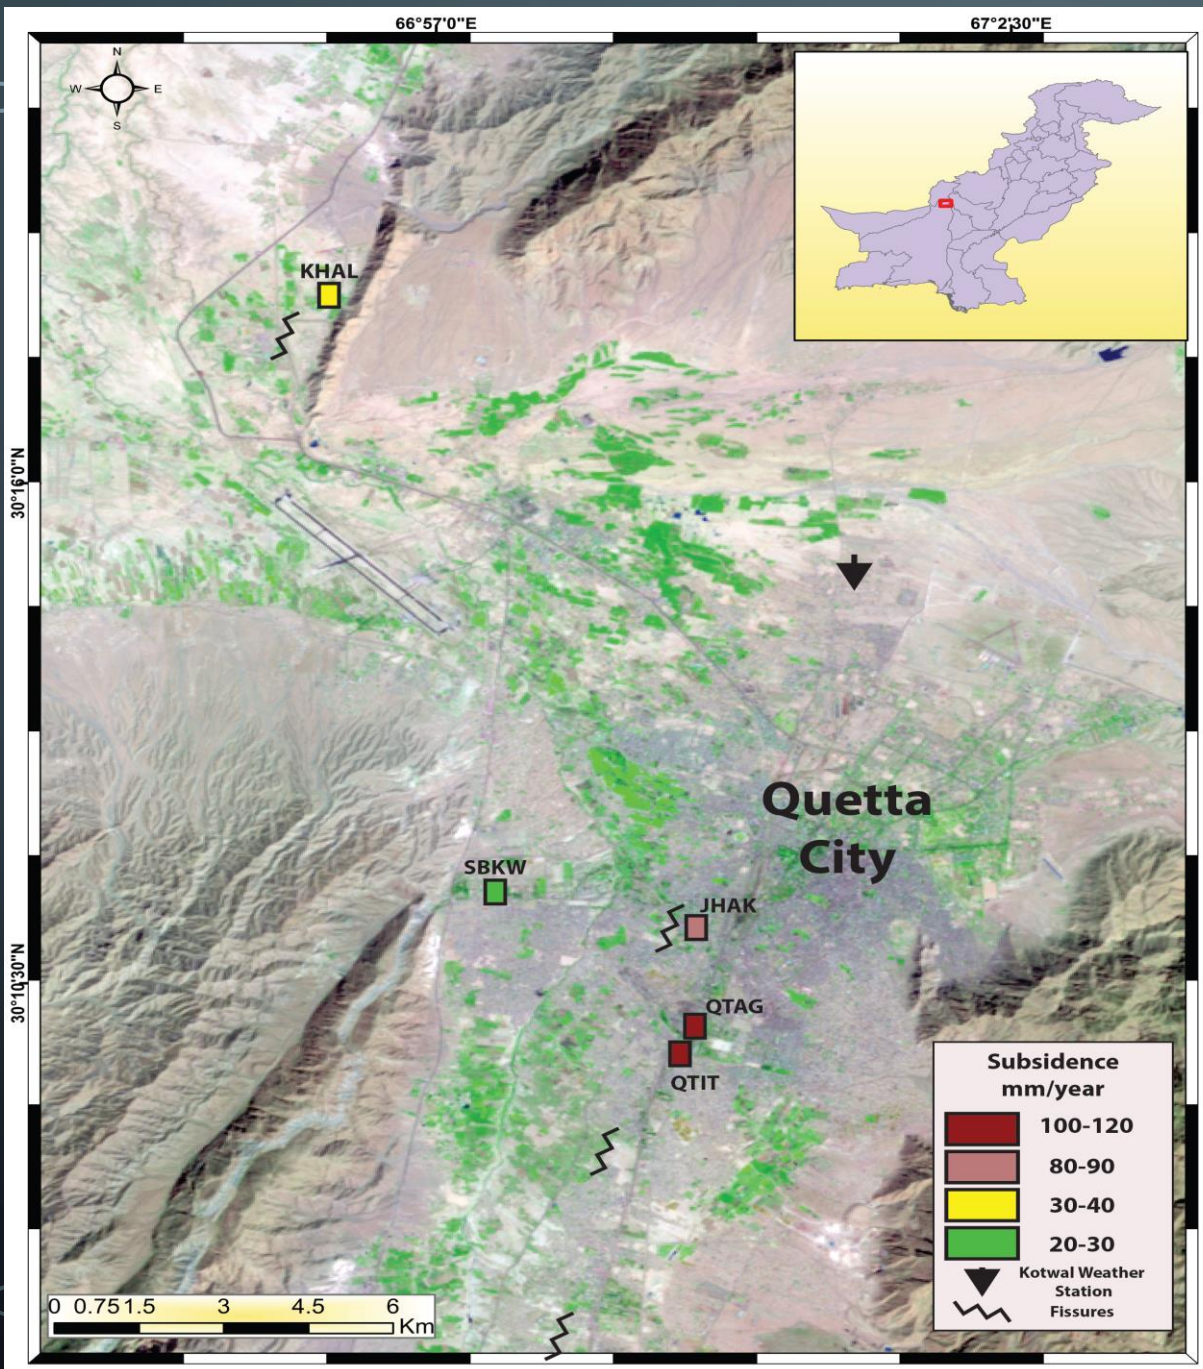 66°57'0"E
67°2'30"E
N
W
E
S
KHAL
30°16'0"N
Quetta
City
SBKW
JHAK
30°10'30"N
QTAG
QTIT
Subsidence
mm/year
100-120
80-90
30-40
20-30
Kotwal Weather
Station
Fissures
0 0.75 1.5 3 4.5 6
Km